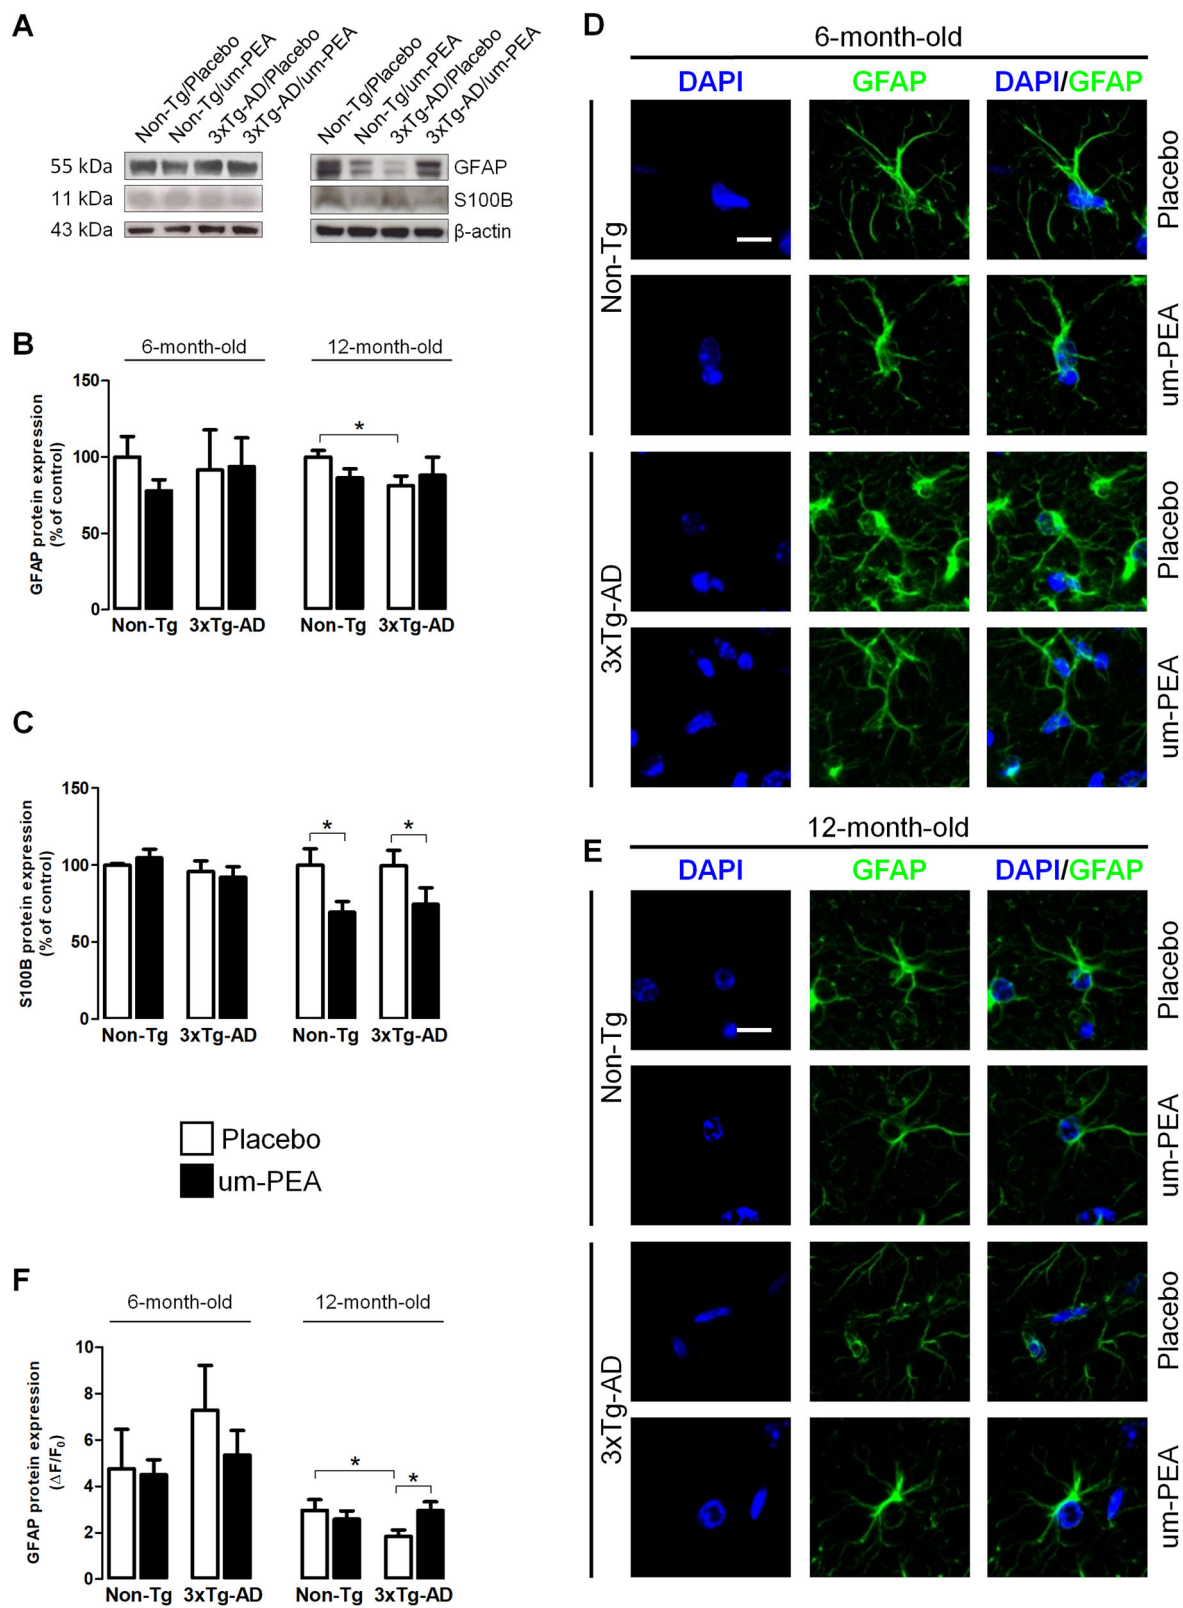 A
Non-Tg/Placebo
Non-Tg/um-PEA
3xTg-AD/Placebo
3xTg-AD/um-PEA
Non-Tg/Placebo
Non-Tg/um-PEA
3xTg-AD/Placebo
3xTg-AD/um-PEA
55 kDa
GFAP
11 kDa
S100B
43 kDa
β-actin
B
6-month-old
12-month-old
GFAP protein expression
(% of control)
150
100
50
0
*
Non-Tg
3xTg-AD
Non-Tg
3xTg-AD
C
S100B protein expression
(% of control)
150
100
50
0
*
*
Non-Tg
3xTg-AD
Non-Tg
3xTg-AD
Placebo
um-PEA
F
6-month-old
12-month-old
GFAP protein expression
(ΔF/F0)
10
8
6
4
2
0
*
*
Non-Tg
3xTg-AD
Non-Tg
3xTg-AD
D
6-month-old
DAPI
GFAP
DAPI/GFAP
Non-Tg
Placebo
um-PEA
3xTg-AD
Placebo
um-PEA
E
12-month-old
DAPI
GFAP
DAPI/GFAP
Non-Tg
Placebo
um-PEA
3xTg-AD
Placebo
um-PEA